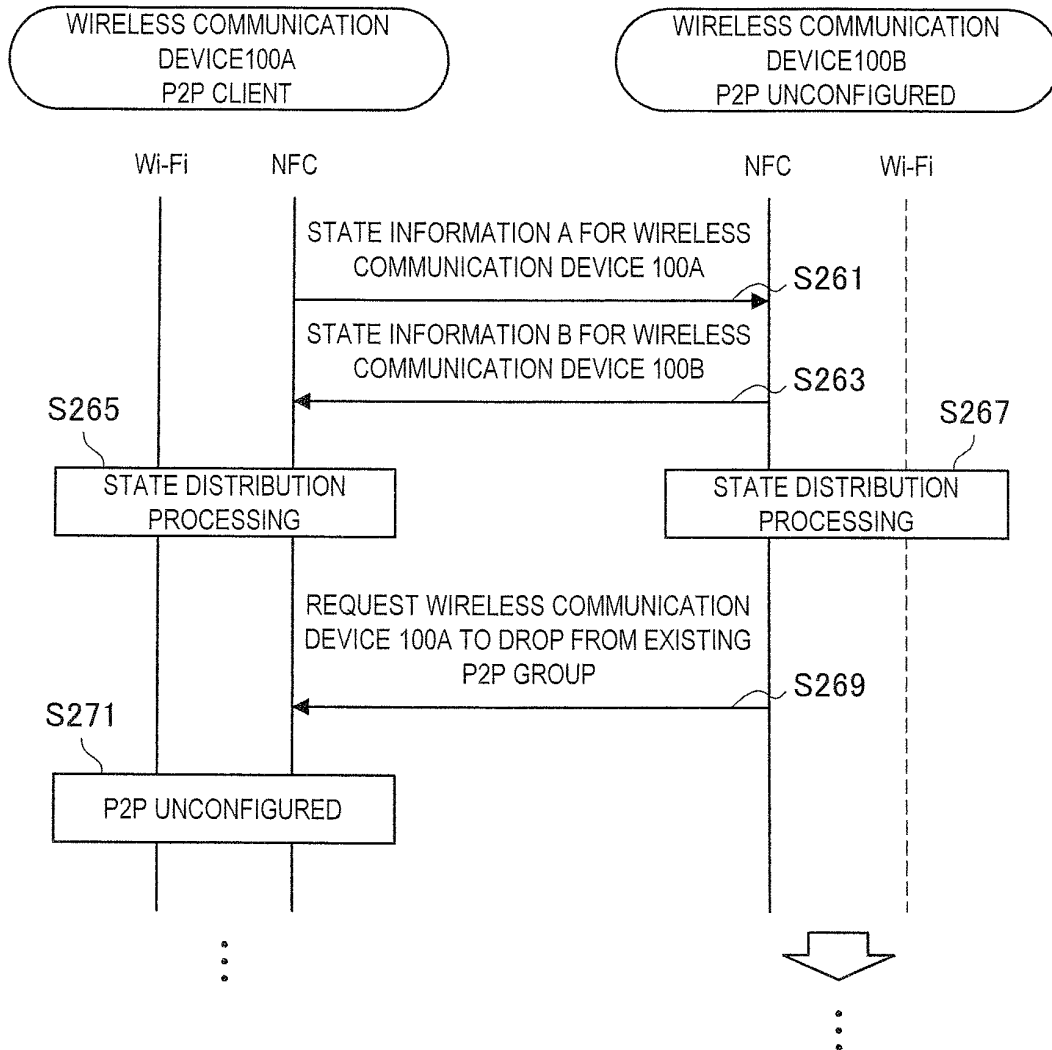 WIRELESS COMMUNICATION
DEVICE100A
P2P CLIENT
WIRELESS COMMUNICATION
DEVICE100B
P2P UNCONFIGURED
Wi-Fi
NFC
NFC
Wi-Fi
STATE INFORMATION A FOR WIRELESS
COMMUNICATION DEVICE 100A
S261
STATE INFORMATION B FOR WIRELESS
COMMUNICATION DEVICE 100B
S263
S265
S267
STATE DISTRIBUTION
PROCESSING
STATE DISTRIBUTION
PROCESSING
REQUEST WIRELESS COMMUNICATION
DEVICE 100A TO DROP FROM EXISTING
P2P GROUP
S269
S271
P2P UNCONFIGURED